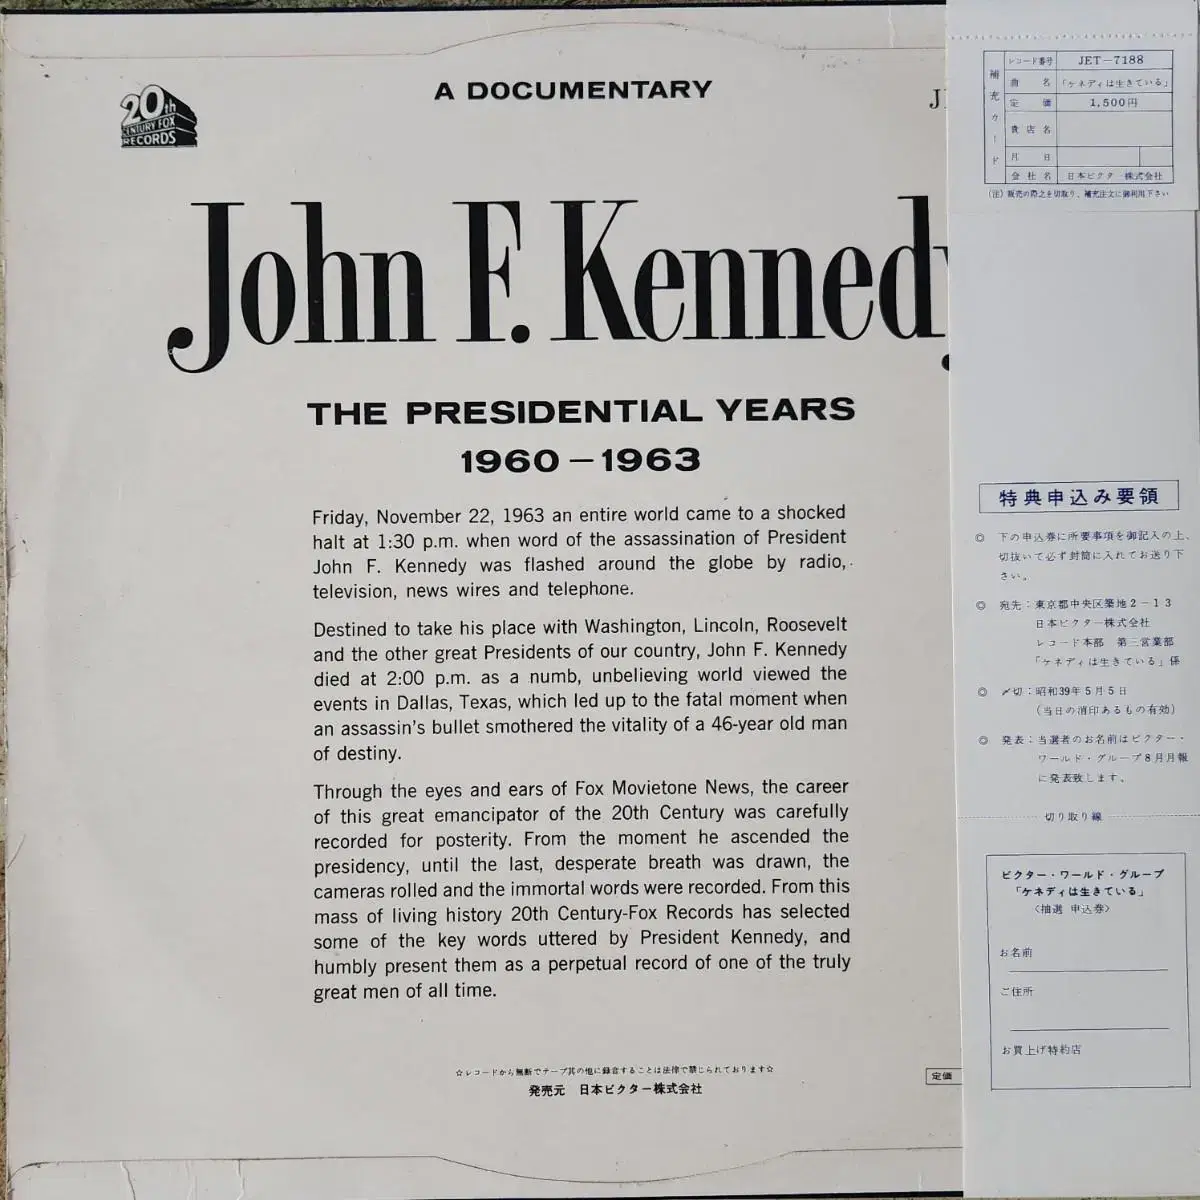 20th
CENTURY FOX
RECORDS
A DOCUMENTARY
John F. Kennedy
THE PRESIDENTIAL YEARS
1960 – 1963
Friday, November 22, 1963 an entire world came to a shocked
halt at 1:30 p.m. when word of the assassination of President
John F. Kennedy was flashed around the globe by radio,
television, news wires and telephone.
Destined to take his place with Washington, Lincoln, Roosevelt
and the other great Presidents of our country, John F. Kennedy
died at 2:00 p.m. as a numb, unbelieving world viewed the
events in Dallas, Texas, which led up to the fatal moment when
an assassin's bullet smothered the vitality of a 46-year old man
of destiny.
Through the eyes and ears of Fox Movietone News, the career
of this great emancipator of the 20th Century was carefully
recorded for posterity. From the moment he ascended the
presidency, until the last, desperate breath was drawn, the
cameras rolled and the immortal words were recorded. From this
mass of living history 20th Century-Fox Records has selected
some of the key words uttered by President Kennedy, and
humbly present them as a perpetual record of one of the truly
great men of all time.
☆レコードから無断でテープ其の他に録音することは法律で禁じられております☆
発売元 日本ビクター株式会社
定価
補充カード
レコード番号 JET-7188
曲名 「ケネディは生きている」
定価 1,500円
貴店名
月日
会社名 日本ビクター株式会社
(注) 販売の際之を切取り、補充注文に御利用下さい
特典申込み要領
◎ 下の申込巻に所要事項を御記入の上、
切抜いて必ず封筒に入れてお送り下
さい。
◎ 宛先:東京都中央区築地2-13
日本ビクター株式会社
レコード本部 第三営業部
「ケネディは生きている」係
◎ 〆切:昭和39年5月5日
(当日の消印あるもの有効)
◎ 発表:当選者のお名前はビクター・
ワールド・グループ8月月報
に発表致します、
切り取り線
ビクター・ワールド・グループ
「ケネディは生きている」
〈抽選 申込巻〉
お名前
ご住所
お買上げ特約店